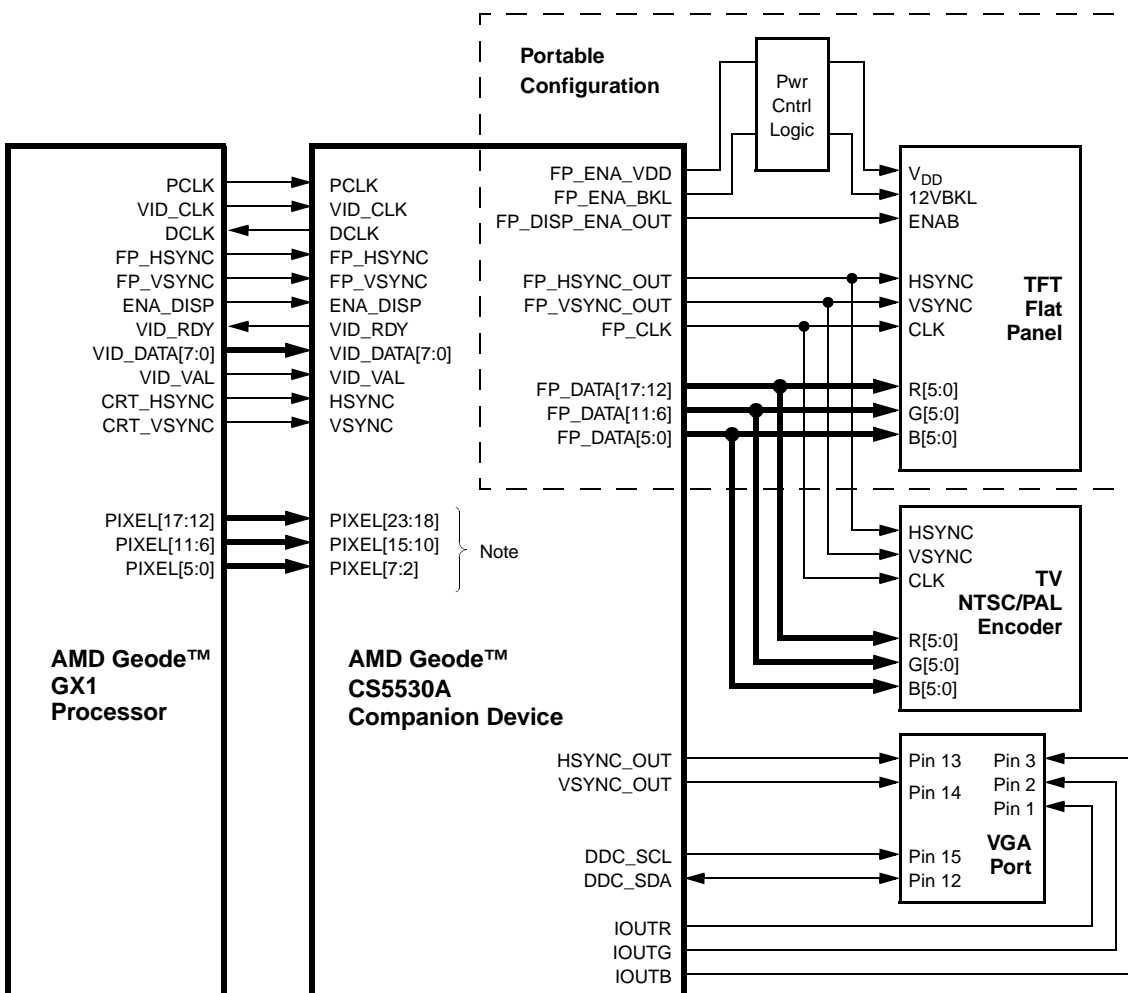 Portable
Configuration
Pwr
Cntrl
Logic
PCLK
VID_CLK
DCLK
FP_HSYNC
FP_VSYNC
ENA_DISP
VID_RDY
VID_DATA[7:0]
VID_VAL
CRT_HSYNC
CRT_VSYNC
PIXEL[17:12]
PIXEL[11:6]
PIXEL[5:0]
AMD Geode™
GX1
Processor
PCLK
VID_CLK
DCLK
FP_HSYNC
FP_VSYNC
ENA_DISP
VID_RDY
VID_DATA[7:0]
VID_VAL
HSYNC
VSYNC
PIXEL[23:18]
PIXEL[15:10]
PIXEL[7:2]
Note
AMD Geode™
CS5530A
Companion Device
FP_ENA_VDD
FP_ENA_BKL
FP_DISP_ENA_OUT
FP_HSYNC_OUT
FP_VSYNC_OUT
FP_CLK
FP_DATA[17:12]
FP_DATA[11:6]
FP_DATA[5:0]
HSYNC_OUT
VSYNC_OUT
DDC_SCL
DDC_SDA
IOUTR
IOUTG
IOUTB
VDD
12VBKL
ENAB
HSYNC
VSYNC
CLK
R[5:0]
G[5:0]
B[5:0]
TFT
Flat
Panel
HSYNC
VSYNC
CLK
R[5:0]
G[5:0]
B[5:0]
TV
NTSC/PAL
Encoder
Pin 13
Pin 14
Pin 15
Pin 12
Pin 3
Pin 2
Pin 1
VGA
Port